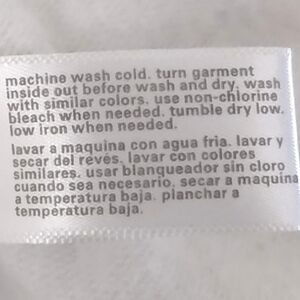 machine wash cold. turn garment
inside out before wash and dry. wash
with similar colors. use non-chlorine
bleach when needed. tumble dry low.
low iron when needed.
lavar a maquina con agua fria. lavar y
secar del revés. lavar con colores
similares. usar blanqueador sin cloro
cuando sea necesario. secar a maquina
a temperatura baja. planchar a
temperatura baja.